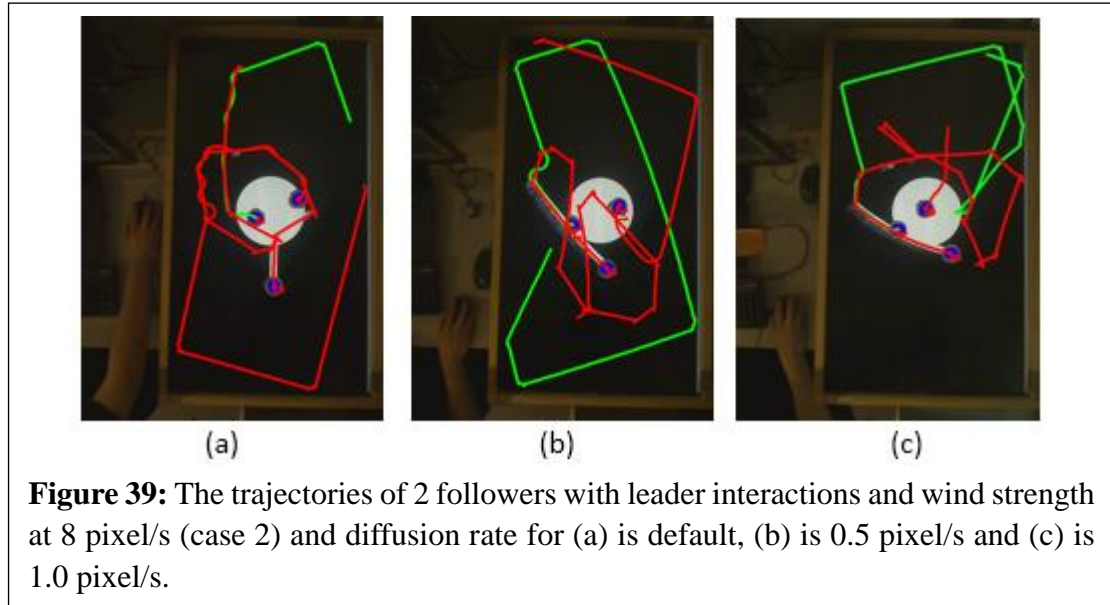 (a)
(b)
(c)
Figure 39: The trajectories of 2 followers with leader interactions and wind strength
at 8 pixel/s (case 2) and diffusion rate for (a) is default, (b) is 0.5 pixel/s and (c) is
1.0 pixel/s.